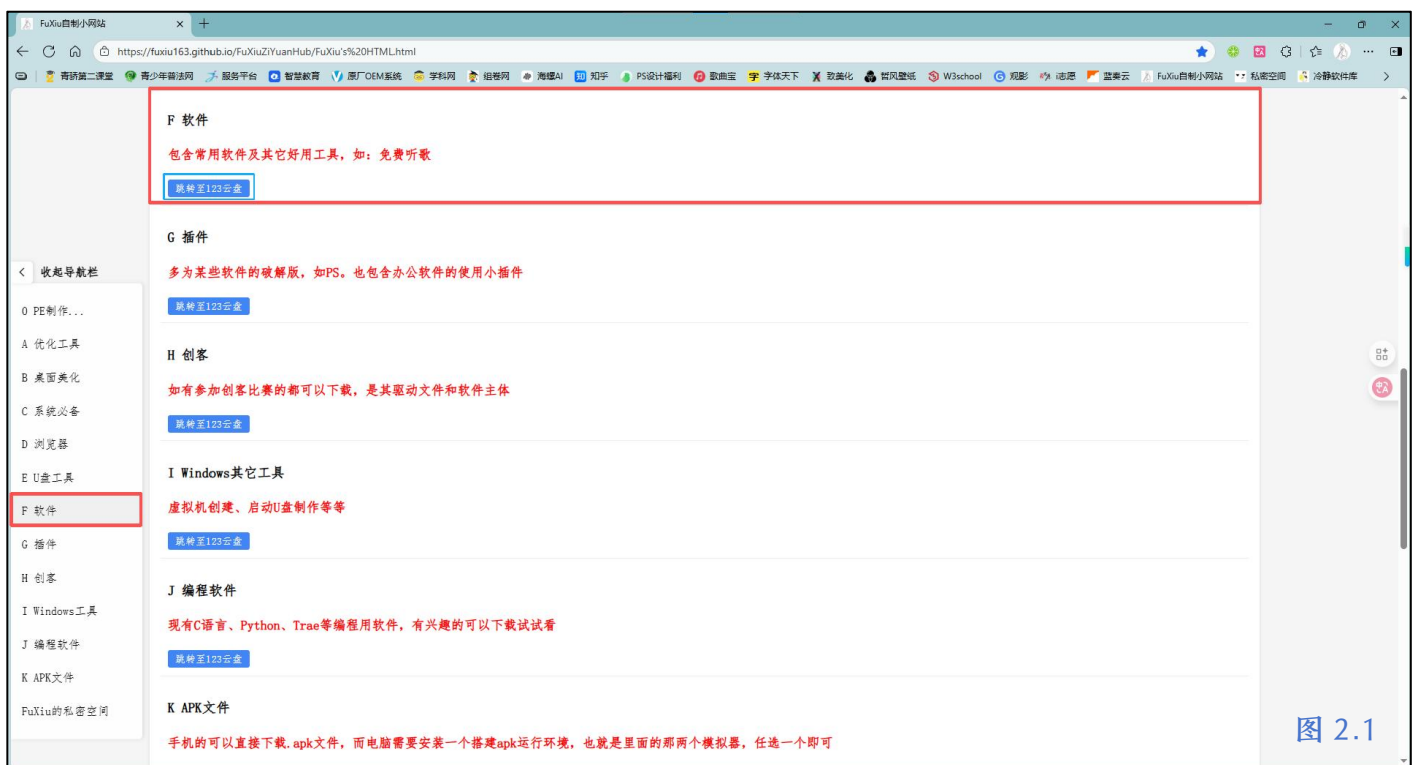 FuXiu自制小网站
https://fuxiu163.github.io/FuXiuZiYuanHub/FuXiu's%20HTML.html
青骄第二课堂 青少年普法网 服务平台 智慧教育 原厂OEM系统 学科网 组卷网 海螺AI 知乎 PS设计福利 歌曲宝 字体天下 致美化 哲风壁纸 W3school 观影 i志愿 蓝奏云 FuXiu自制小网站 私密空间 冷静软件库
F 软件
包含常用软件及其它好用工具，如：免费听歌
跳转至123云盘
G 插件
多为某些软件的破解版，如PS。也包含办公软件的使用小插件
跳转至123云盘
H 创客
如有参加创客比赛的都可以下载，是其驱动文件和软件主体
跳转至123云盘
I Windows其它工具
虚拟机创建、启动U盘制作等等
跳转至123云盘
J 编程软件
现有C语言、Python、Trae等编程用软件，有兴趣的可以下载试试看
跳转至123云盘
K APK文件
手机的可以直接下载.apk文件，而电脑需要安装一个搭建apk运行环境，也就是里面的那两个模拟器，任选一个即可
收起导航栏
0 PE制作...
A 优化工具
B 桌面美化
C 系统必备
D 浏览器
E U盘工具
F 软件
G 插件
H 创客
I Windows工具
J 编程软件
K APK文件
FuXiu的私密空间
图 2.1